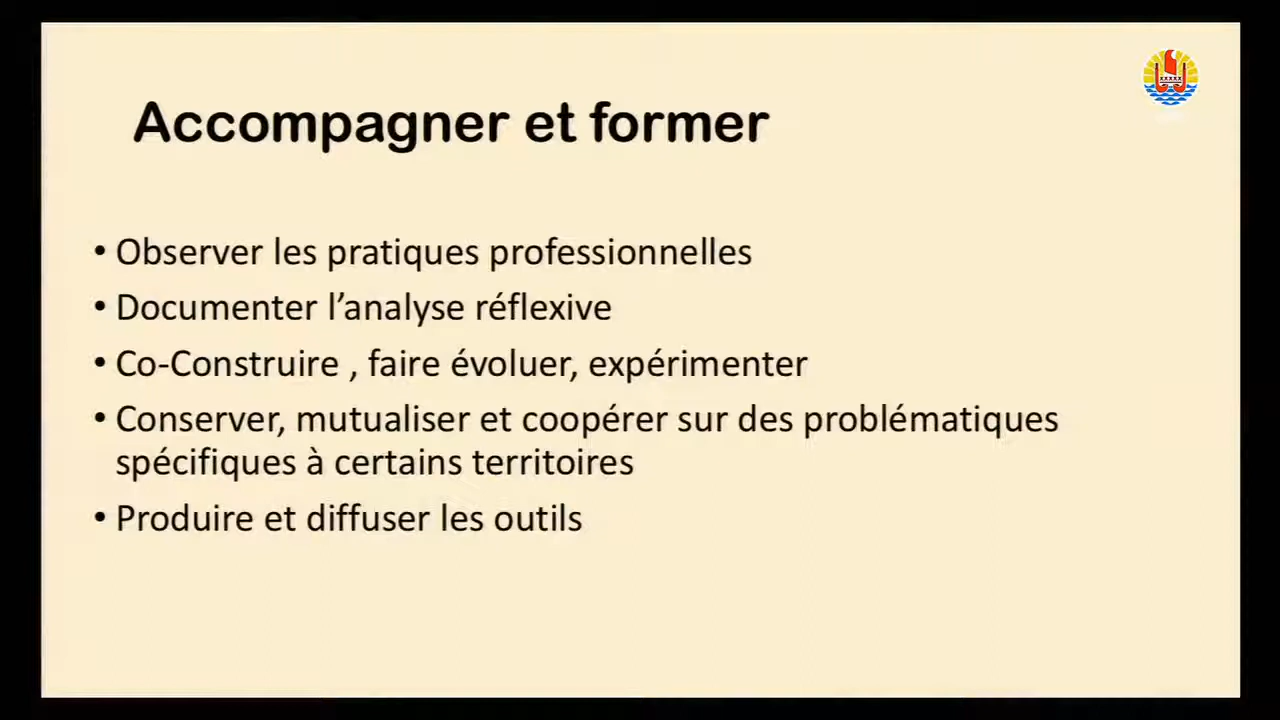 Accompagner et former
• Observer les pratiques professionnelles
• Documenter l’analyse réflexive
• Co-Construire , faire évoluer, expérimenter
• Conserver, mutualiser et coopérer sur des problématiques
spécifiques à certains territoires
• Produire et diffuser les outils